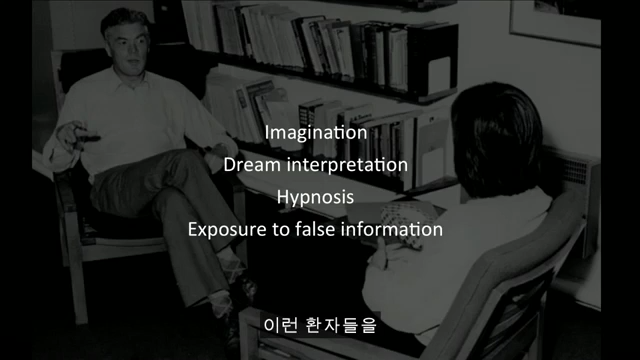 Imagination
Dream interpretation
Hypnosis
Exposure to false information
이런 환자들을